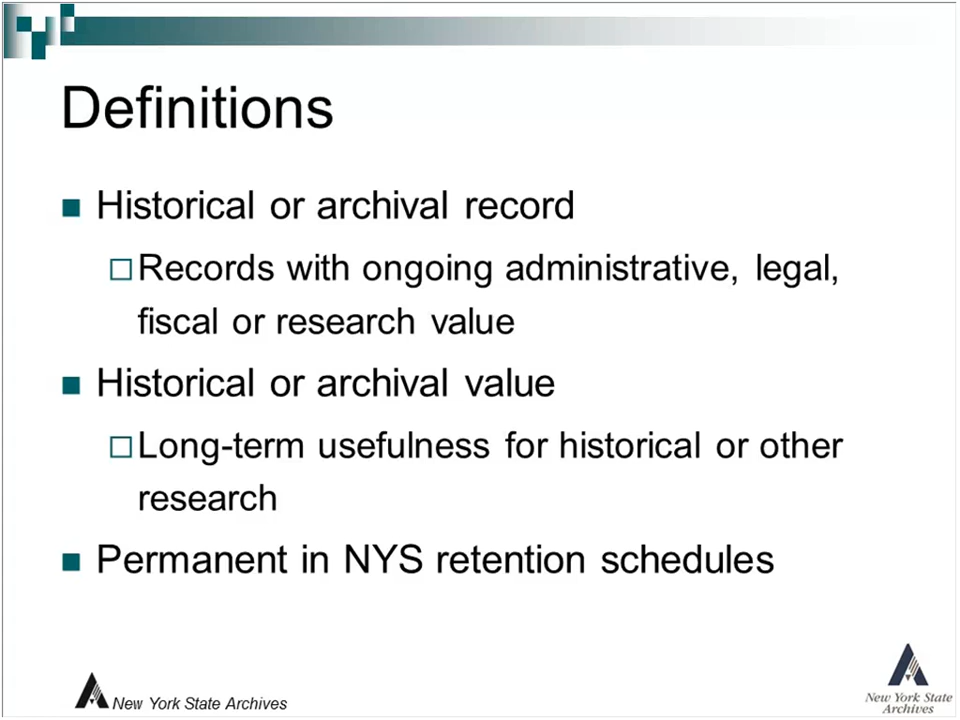 Definitions
Historical or archival record
Records with ongoing administrative, legal,
fiscal or research value
Historical or archival value
Long-term usefulness for historical or other
research
Permanent in NYS retention schedules
New York State Archives
New York State
Archives